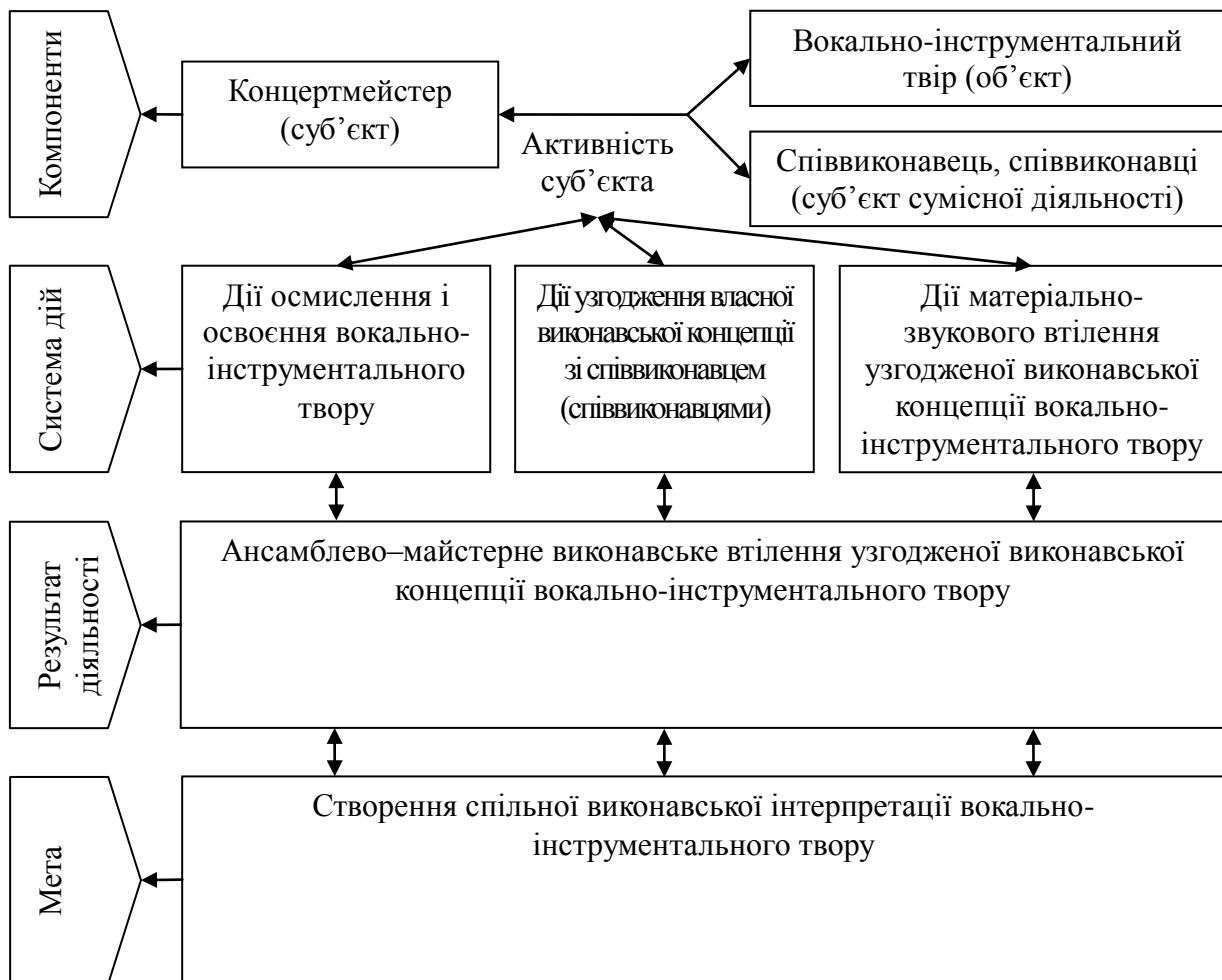 Компоненти
Концертмейстер
(суб’єкт)
Активність
суб’єкта
Вокально-інструментальний
твір (об’єкт)
Співвиконавець, співвиконавці
(суб’єкт сумісної діяльності)
Система дій
Дії осмислення і
освоєння вокально-
інструментального
твору
Дії узгодження власної
виконавської концепції
зі співвиконавцем
(співвиконавцями)
Дії матеріально-
звукового втілення
узгодженої виконавської
концепції вокально-
інструментального твору
Результат
діяльності
Ансамблево–майстерне виконавське втілення узгодженої виконавської
концепції вокально-інструментального твору
Мета
Створення спільної виконавської інтерпретації вокально-
інструментального твору